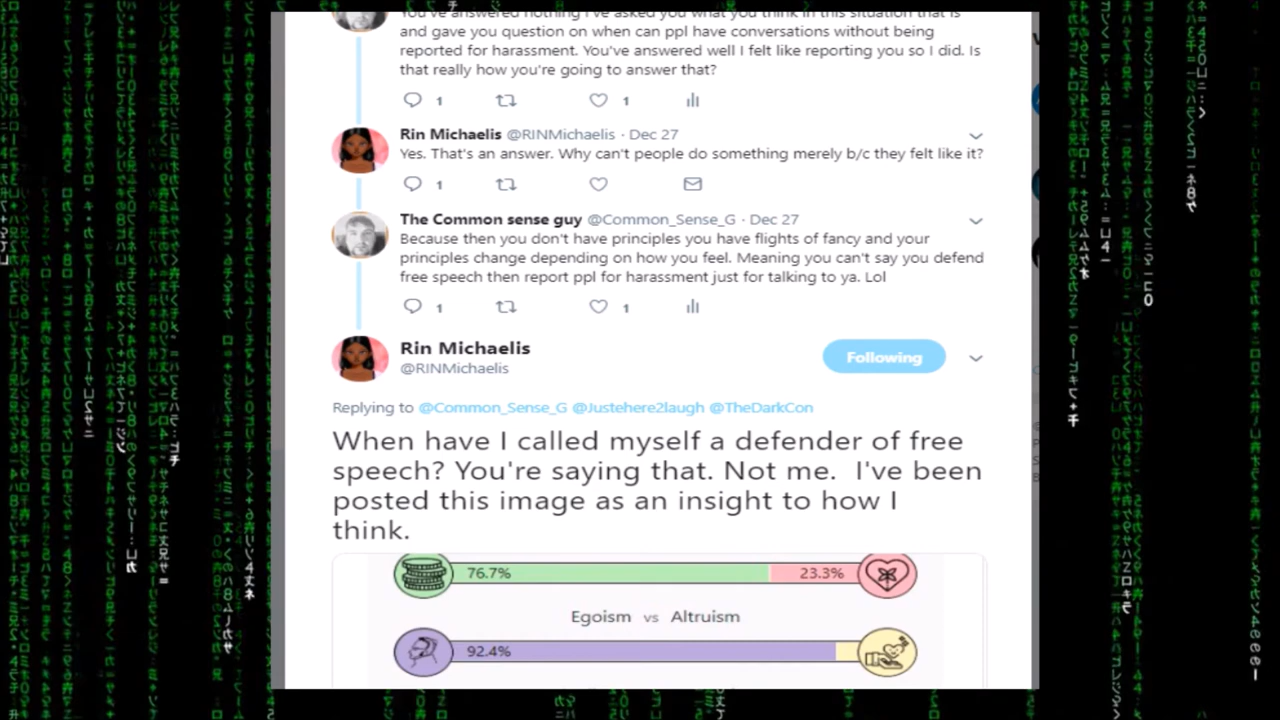 You've answered nothing I've asked you what you think in this situation that is
and gave you question on when can ppl have conversations without being
reported for harassment. You've answered well I felt like reporting you so I did. Is
that really how you're going to answer that?
1 1
Rin Michaelis @RINMichaelis · Dec 27
Yes. That's an answer. Why can't people do something merely b/c they felt like it?
1
The Common sense guy @Common_Sense_G · Dec 27
Because then you don't have principles you have flights of fancy and your
principles change depending on how you feel. Meaning you can't say you defend
free speech then report ppl for harassment just for talking to ya. Lol
1 1
Rin Michaelis
@RINMichaelis
Following
Replying to @Common_Sense_G @Justehere2laugh @TheDarkCon
When have I called myself a defender of free
speech? You're saying that. Not me. I've been
posted this image as an insight to how I
think.
76.7% 23.3%
Egoism vs Altruism
92.4%